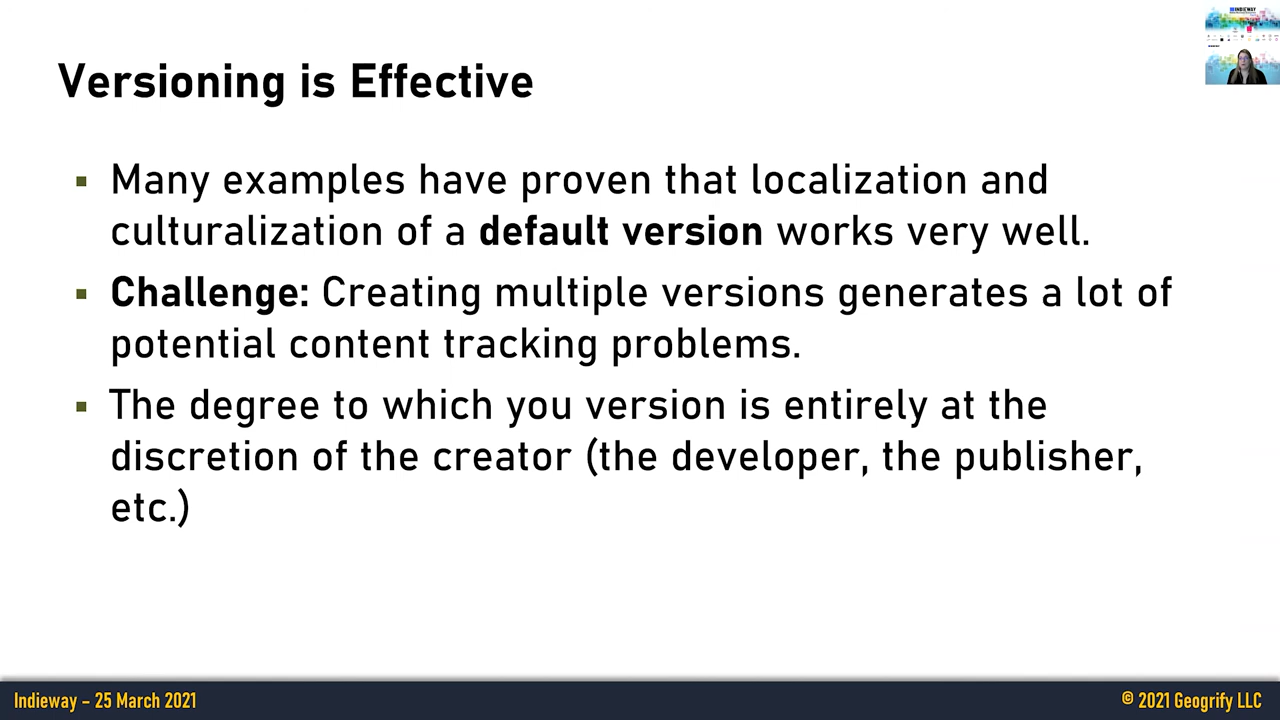 INDIEWAY
Versioning is Effective
▪ Many examples have proven that localization and
culturalization of a default version works very well.
▪ Challenge: Creating multiple versions generates a lot of
potential content tracking problems.
▪ The degree to which you version is entirely at the
discretion of the creator (the developer, the publisher,
etc.)
Indieway – 25 March 2021
© 2021 Geogrify LLC